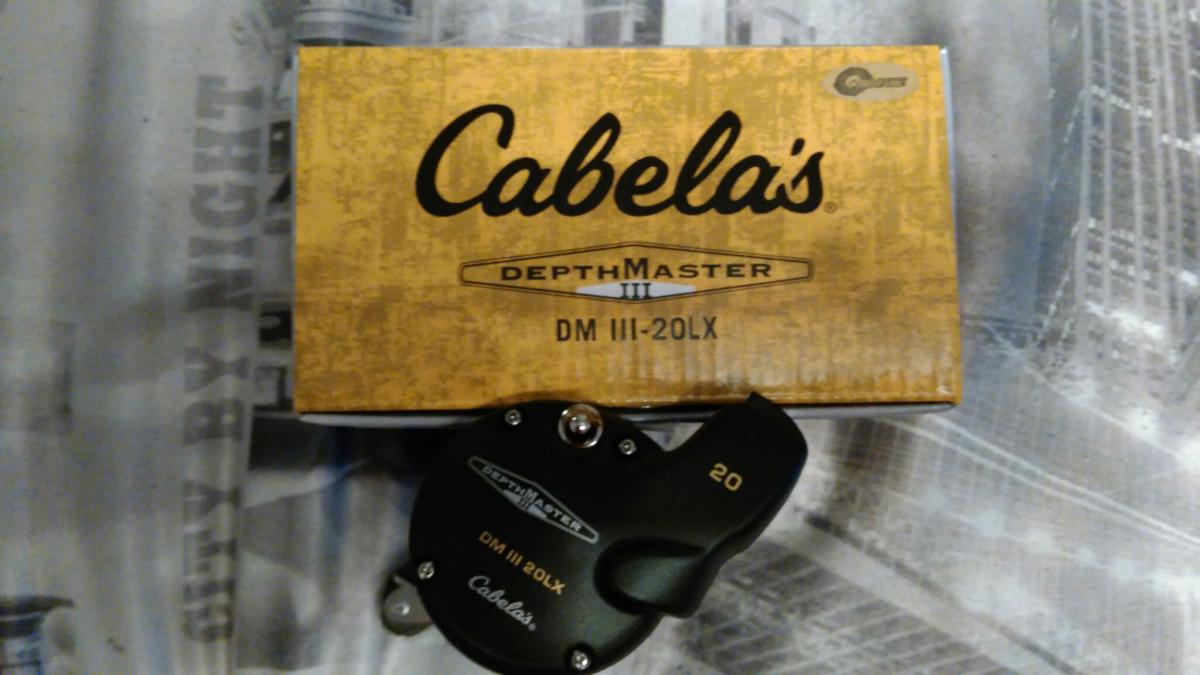 Cabela's®
DEPTHMASTER
III
DM III-20LX
20
DEPTHMASTER
III
DM III 20LX
Cabela's®
CITY BY NIGHT